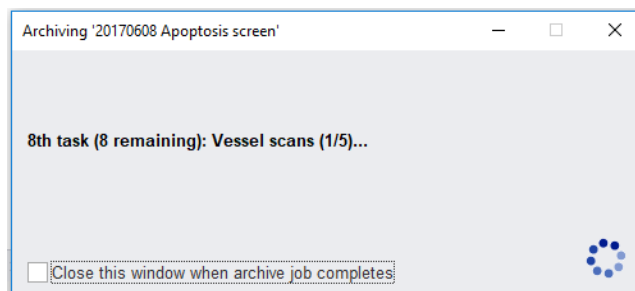 Archiving '20170608 Apoptosis screen'
8th task (8 remaining): Vessel scans (1/5)...
Close this window when archive job completes